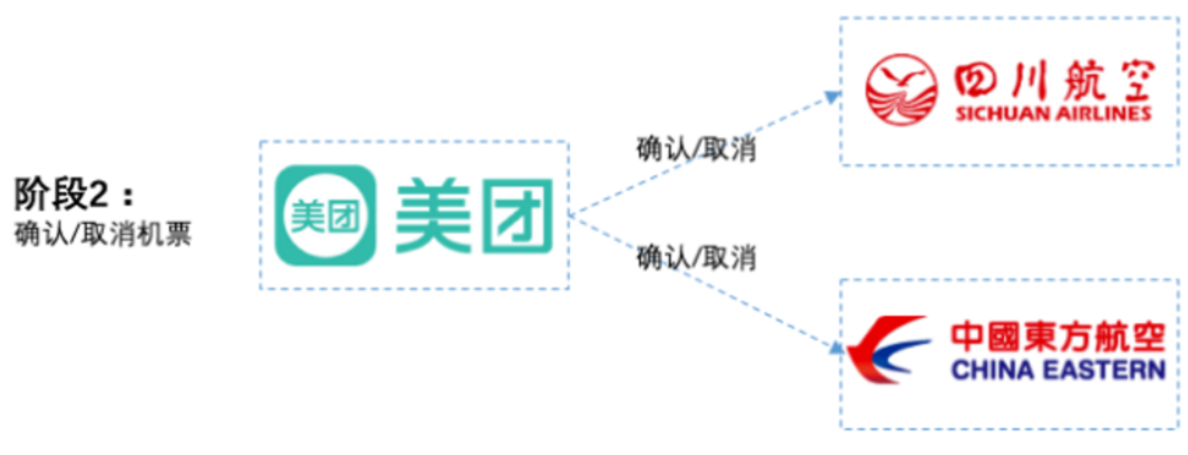 阶段2：
确认/取消机票
美团
美团
确认/取消
确认/取消
四川航空
SICHUAN AIRLINES
中國東方航空
CHINA EASTERN